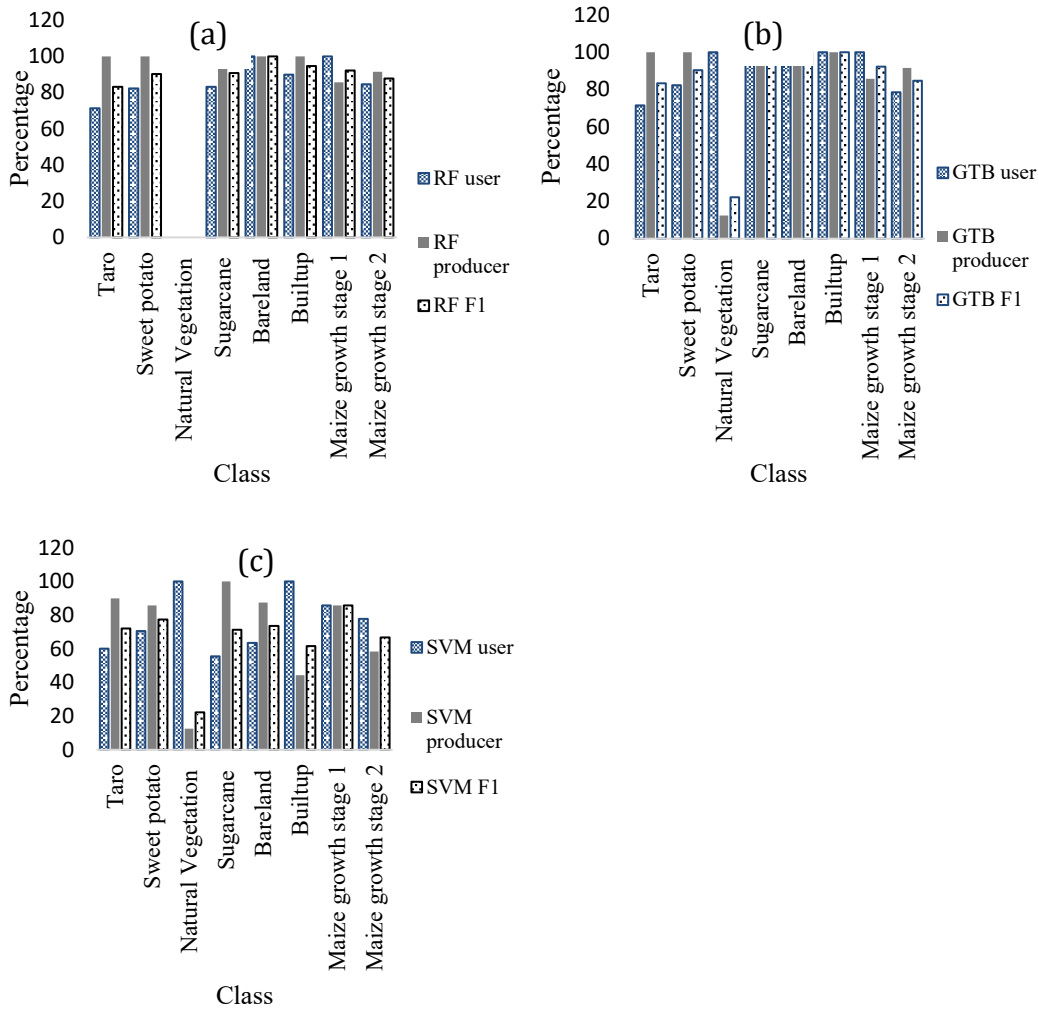 (a)
120
100
80
60
40
20
0
Percentage
Taro
Sweet potato
Natural Vegetation
Sugarcane
Bareland
Builtup
Maize growth stage 1
Maize growth stage 2
Class
RF user
RF
producer
RF F1
(b)
120
100
80
60
40
20
0
Percentage
Taro
Sweet potato
Natural Vegetation
Sugarcane
Bareland
Builtup
Maize growth stage 1
Maize growth stage 2
Class
GTB user
GTB
producer
GTB F1
(c)
120
100
80
60
40
20
0
Percentage
Taro
Sweet potato
Natural Vegetation
Sugarcane
Bareland
Builtup
Maize growth stage 1
Maize growth stage 2
Class
SVM user
SVM
producer
SVM F1